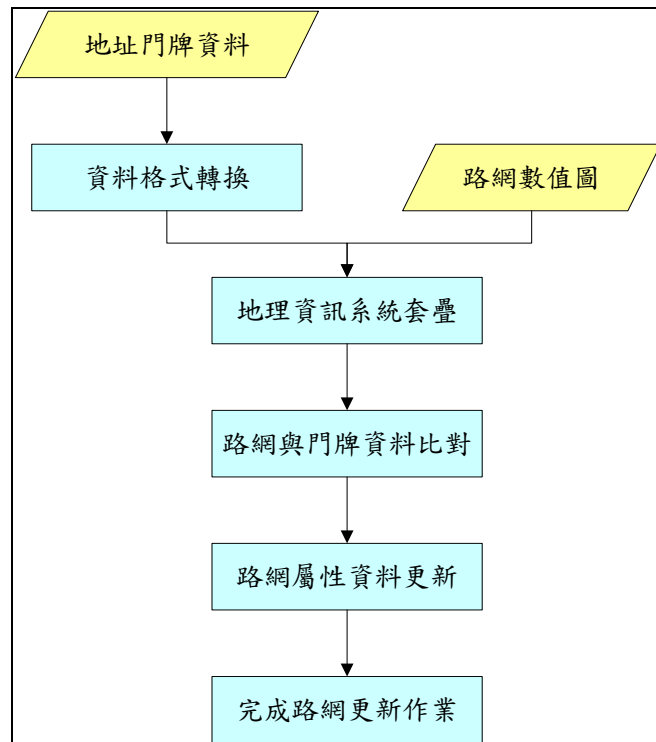 地址門牌資料
資料格式轉換
路網數值圖
地理資訊系統套疊
路網與門牌資料比對
路網屬性資料更新
完成路網更新作業